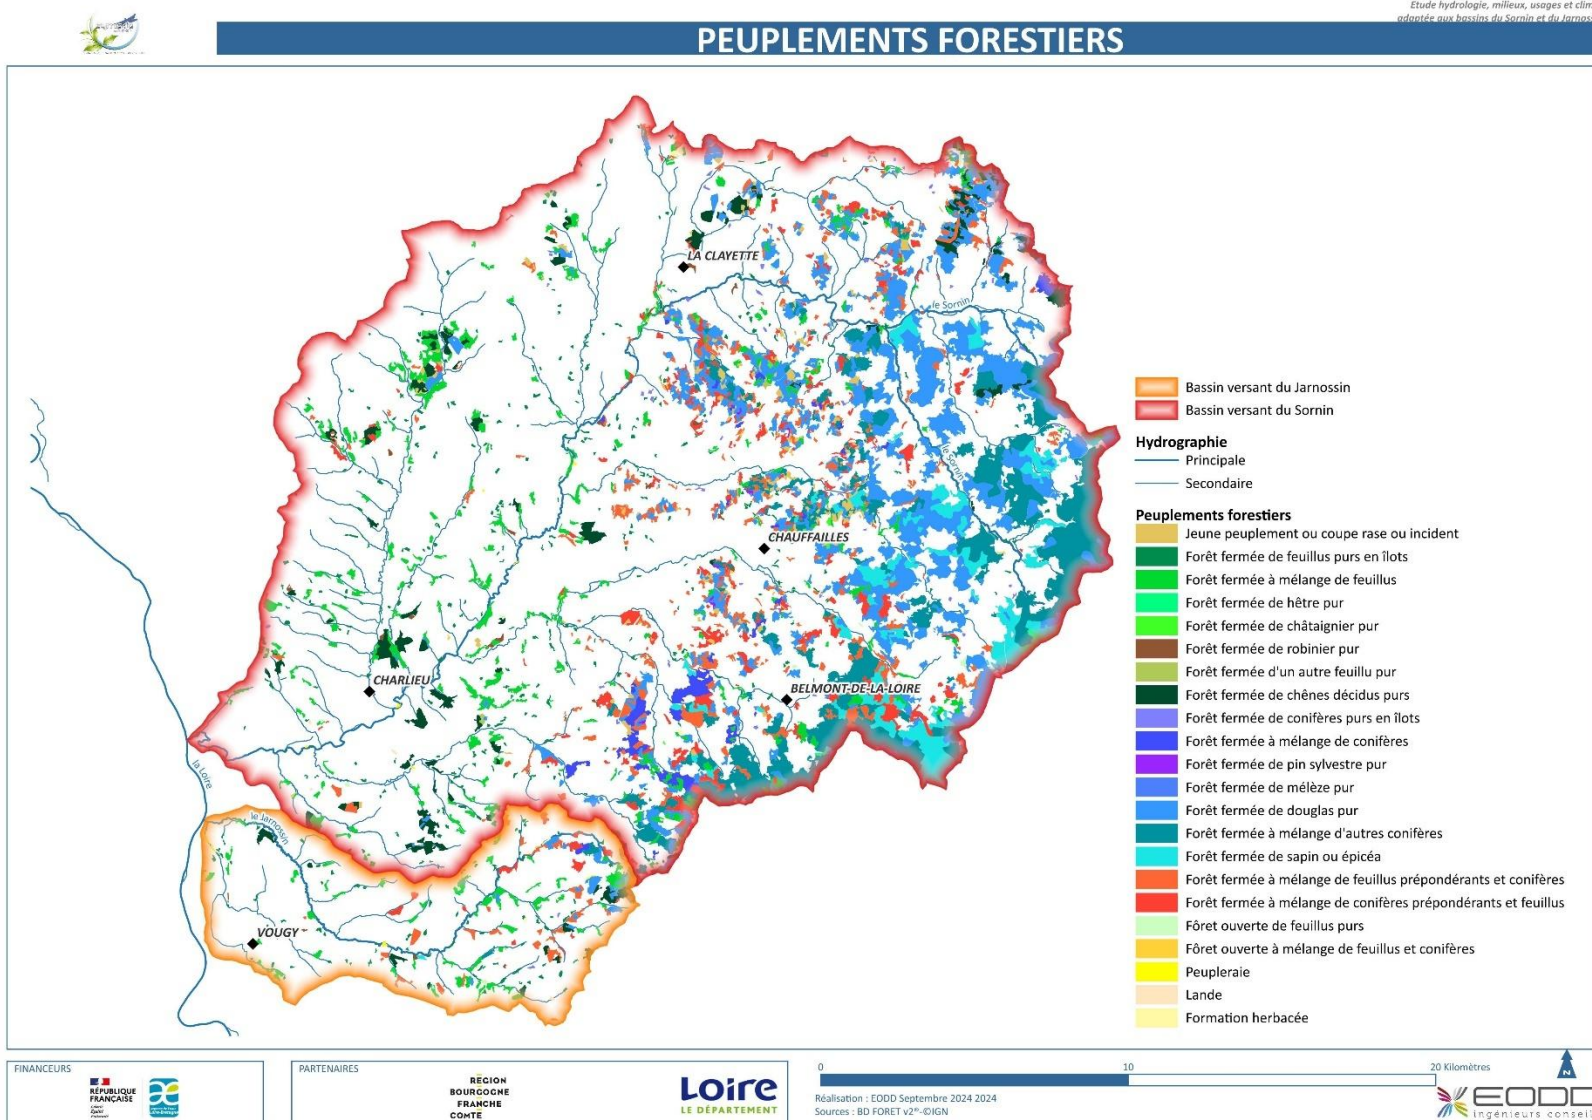 Etude hydrologie, milieux, usages et clim
adaptée aux bassins du Sornin et du Jarnoss
PEUPLEMENTS FORESTIERS
LA CLAYETTE
le Sornin
le Sornin
CHAUFFAILLES
CHARLIEU
BELMONT-DE-LA-LOIRE
la Loire
le Jarnossin
VOUGY
Bassin versant du Jarnossin
Bassin versant du Sornin
Hydrographie
Principale
Secondaire
Peuplements forestiers
Jeune peuplement ou coupe rase ou incident
Forêt fermée de feuillus purs en îlots
Forêt fermée à mélange de feuillus
Forêt fermée de hêtre pur
Forêt fermée de châtaignier pur
Forêt fermée de robinier pur
Forêt fermée d'un autre feuillu pur
Forêt fermée de chênes décidus purs
Forêt fermée de conifères purs en îlots
Forêt fermée à mélange de conifères
Forêt fermée de pin sylvestre pur
Forêt fermée de mélèze pur
Forêt fermée de douglas pur
Forêt fermée à mélange d'autres conifères
Forêt fermée de sapin ou épicéa
Forêt fermée à mélange de feuillus prépondérants et conifères
Forêt fermée à mélange de conifères prépondérants et feuillus
Fôret ouverte de feuillus purs
Fôret ouverte à mélange de feuillus et conifères
Peupleraie
Lande
Formation herbacée
FINANCEURS
RÉPUBLIQUE
FRANÇAISE
PARTENAIRES
REGION
BOURGOGNE
FRANCHE
COMTE
Loire
LE DÉPARTEMENT
0 10 20 Kilomètres
Réalisation : EODD Septembre 2024 2024
Sources : BD FORET v2®-©IGN
N
EODD
ingénieurs conseil